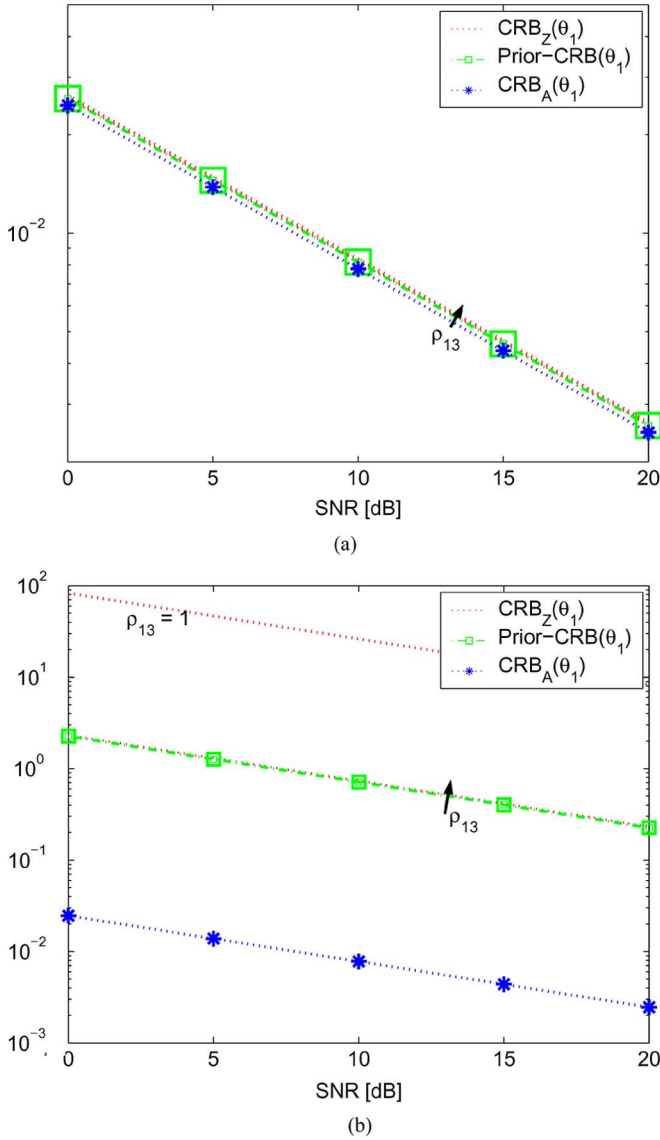 CRB_Z(θ_1)
Prior−CRB(θ_1)
CRB_A(θ_1)
10^−2
ρ_13
0 5 10 15 20
SNR [dB]
(a)
10^2
ρ_13 = 1
CRB_Z(θ_1)
Prior−CRB(θ_1)
CRB_A(θ_1)
10^1
10^0
ρ_13
10^−1
10^−2
10^−3
0 5 10 15 20
SNR [dB]
(b)